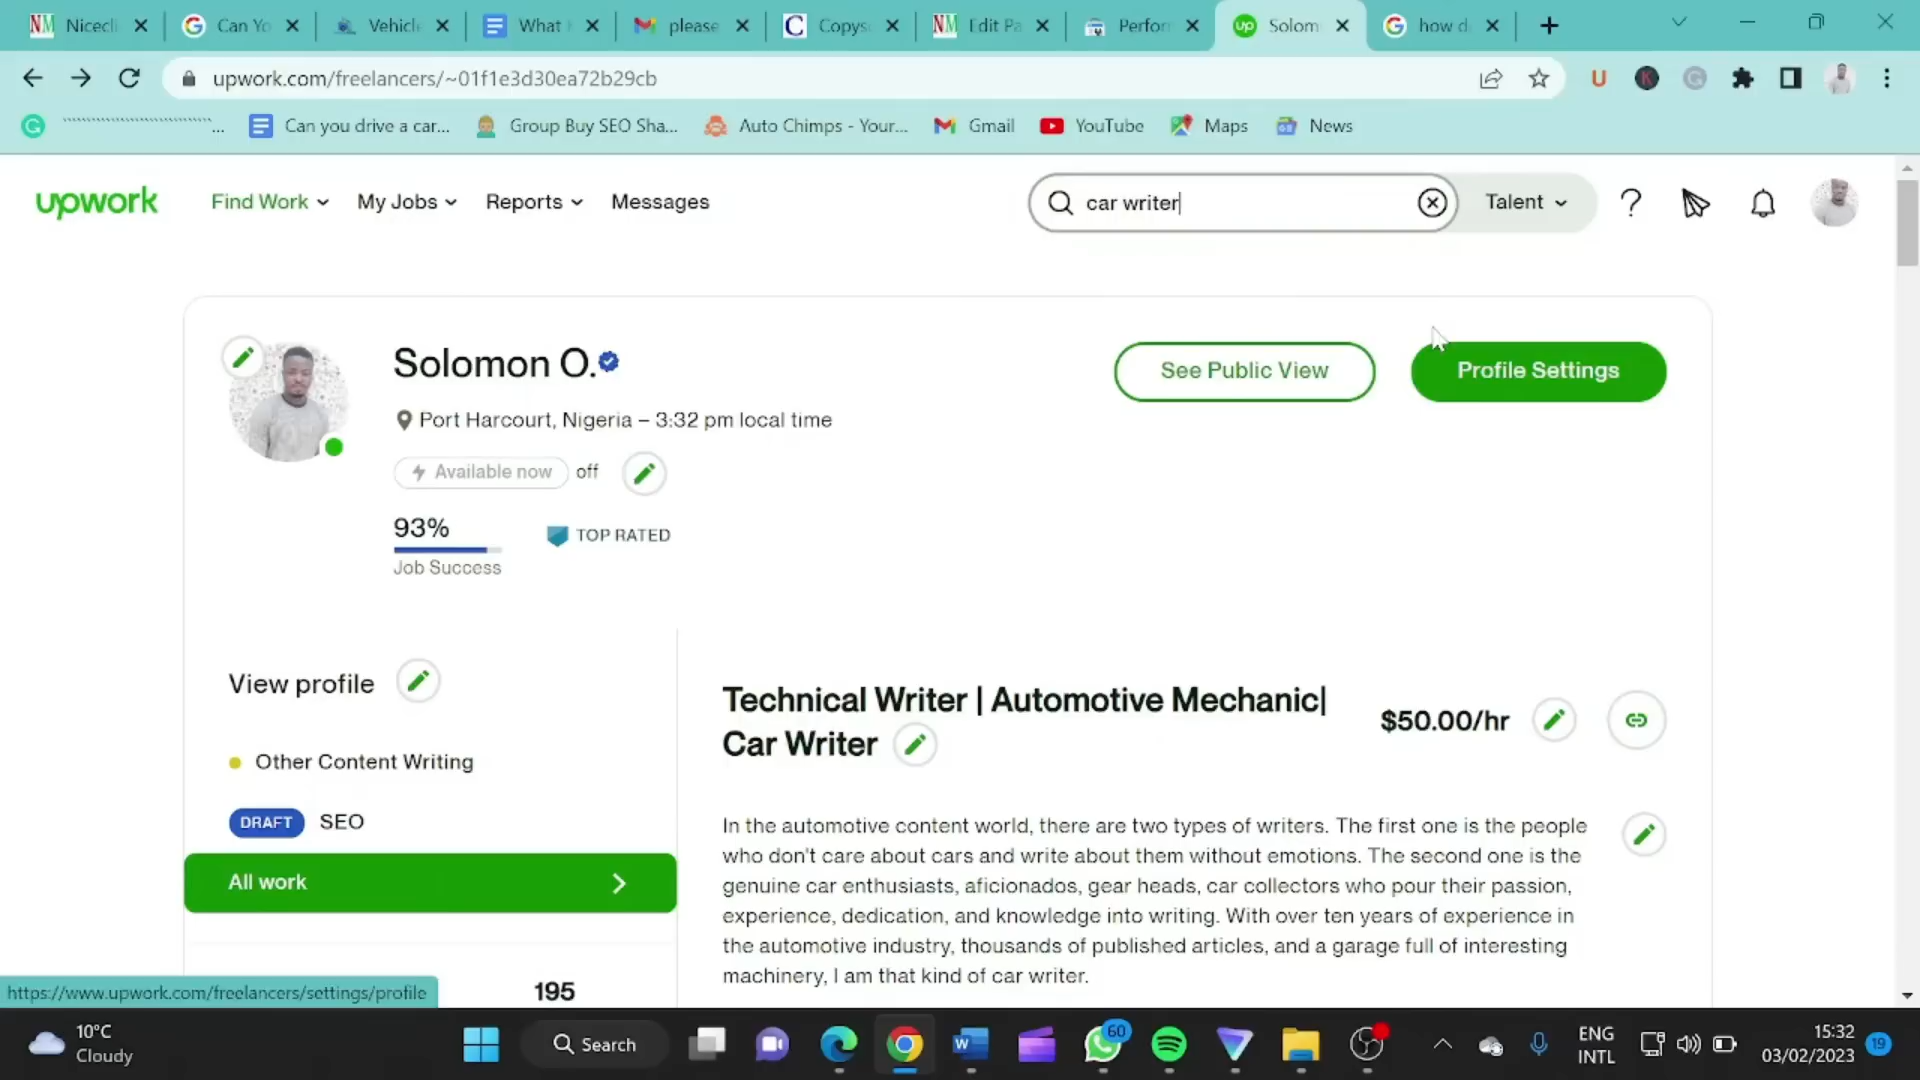 Nicecl
Can Yo
Vehicle
What
please
Copys
Edit Pa
Perfor
up Solom
how d
upwork.com/freelancers/~01f1e3d30ea72b29cb
...
Can you drive a car...
Group Buy SEO Sha...
Auto Chimps - Your...
Gmail
YouTube
Maps
News
upwork
Find Work
My Jobs
Reports
Messages
car writer
Talent
Solomon O.
See Public View
Profile Settings
Port Harcourt, Nigeria – 3:32 pm local time
Available now off
93%
Job Success
TOP RATED
View profile
Other Content Writing
DRAFT SEO
All work
195
Technical Writer | Automotive Mechanic|
Car Writer
$50.00/hr
In the automotive content world, there are two types of writers. The first one is the people
who don't care about cars and write about them without emotions. The second one is the
genuine car enthusiasts, aficionados, gear heads, car collectors who pour their passion,
experience, dedication, and knowledge into writing. With over ten years of experience in
the automotive industry, thousands of published articles, and a garage full of interesting
machinery, I am that kind of car writer.
https://www.upwork.com/freelancers/settings/profile
10°C
Cloudy
Search
60
ENG
INTL
15:32
03/02/2023
19